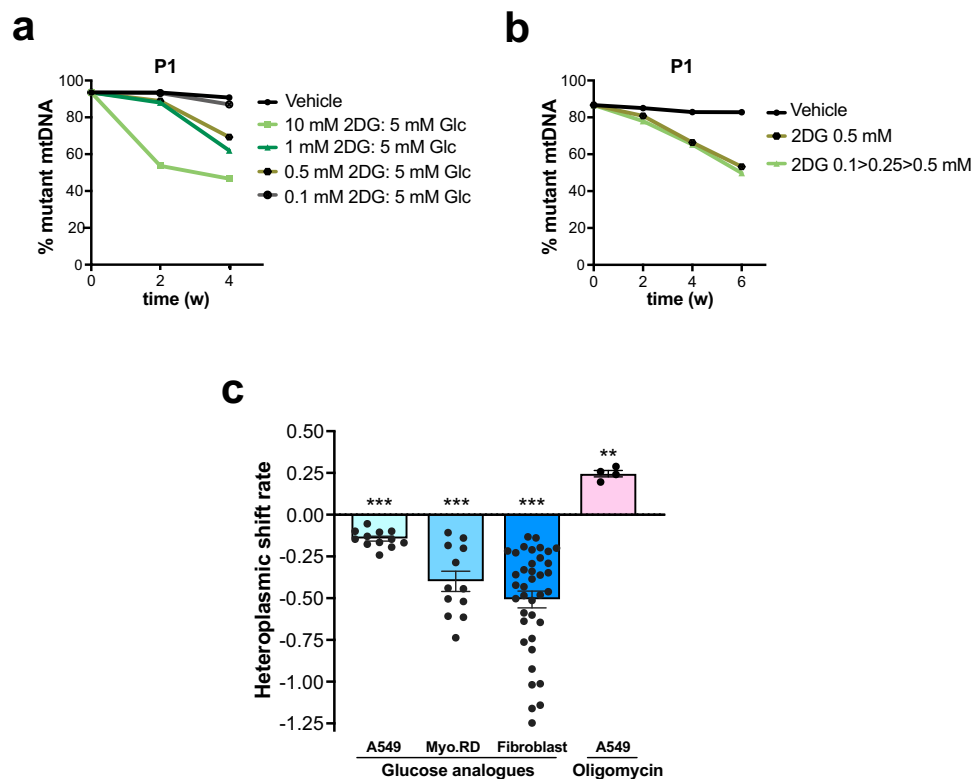 a
P1
% mutant mtDNA
100
80
60
40
20
0
0 2 4
time (w)
Vehicle
10 mM 2DG: 5 mM Glc
1 mM 2DG: 5 mM Glc
0.5 mM 2DG: 5 mM Glc
0.1 mM 2DG: 5 mM Glc
b
P1
% mutant mtDNA
100
80
60
40
20
0
0 2 4 6
time (w)
Vehicle
2DG 0.5 mM
2DG 0.1>0.25>0.5 mM
c
Heteroplasmic shift rate
0.50
0.25
0.00
-0.25
-0.50
-0.75
-1.00
-1.25
*** *** *** **
A549 Myo.RD Fibroblast A549
Glucose analogues Oligomycin